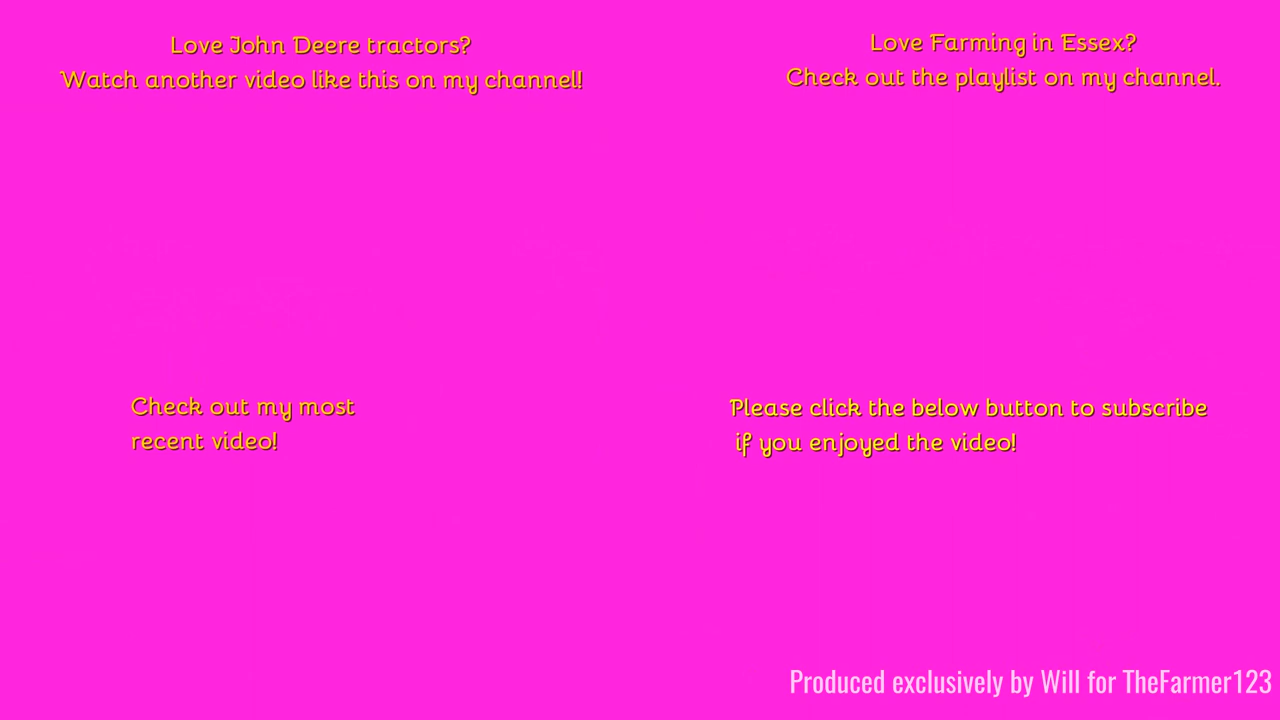 Love John Deere tractors?
Watch another video like this on my channel!
Love Farming in Essex?
Check out the playlist on my channel.
Check out my most
recent video!
Please click the below button to subscribe
if you enjoyed the video!
Produced exclusively by Will for TheFarmer123